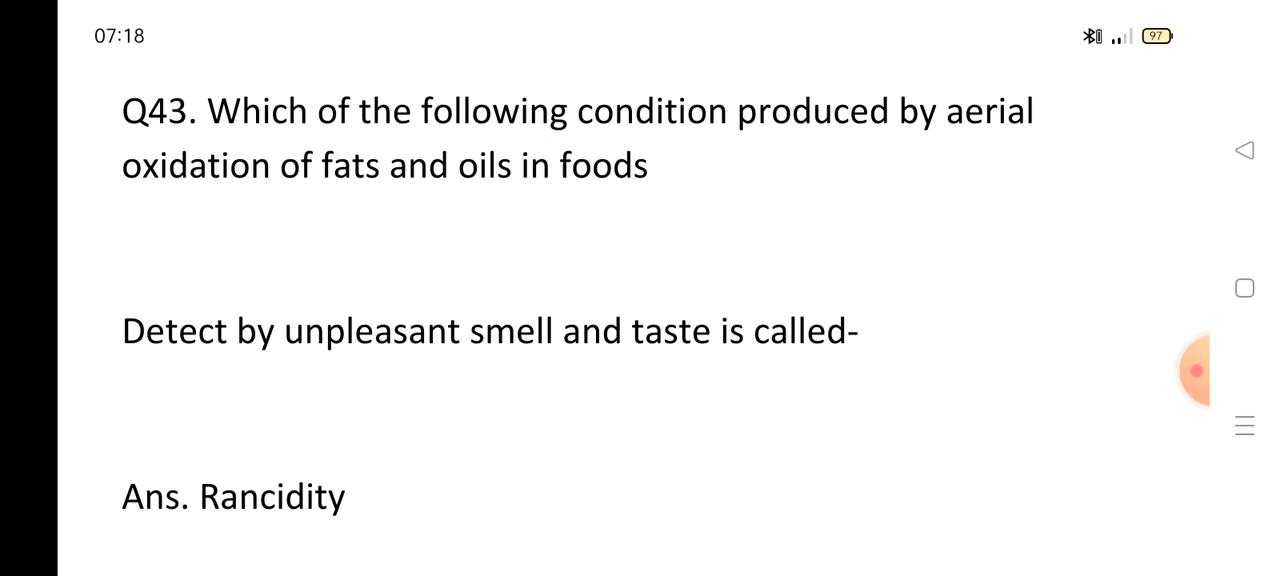 07:18
97
Q43. Which of the following condition produced by aerial
oxidation of fats and oils in foods
Detect by unpleasant smell and taste is called-
Ans. Rancidity